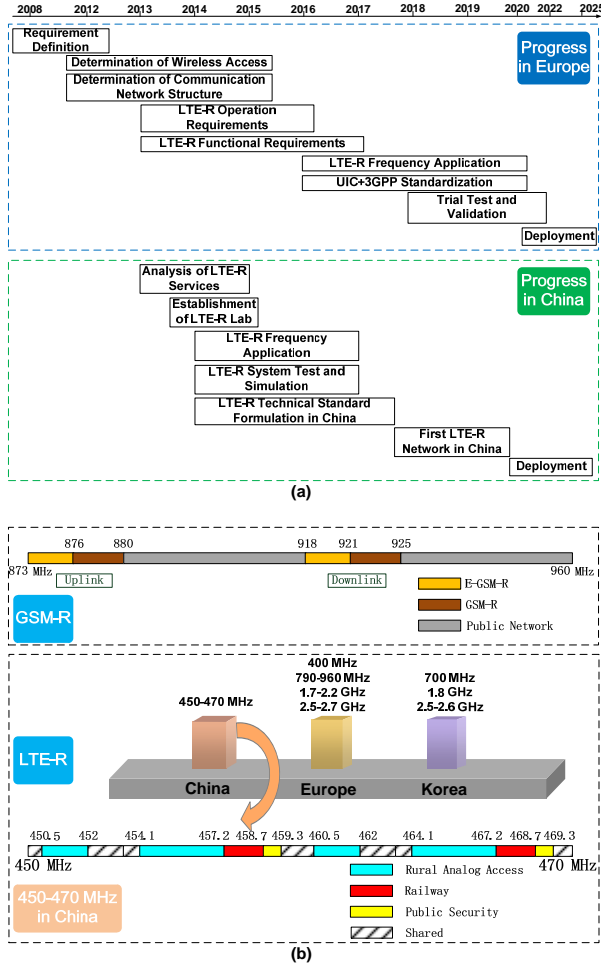 2008 2012 2013 2014 2015 2016 2017 2018 2019 2020 2022 2025
Requirement
Definition
Progress
in Europe
Determination of Wireless Access
Determination of Communication
Network Structure
LTE-R Operation
Requirements
LTE-R Functional Requirements
LTE-R Frequency Application
UIC+3GPP Standardization
Trial Test and
Validation
Deployment
Analysis of LTE-R
Services
Progress
in China
Establishment
of LTE-R Lab
LTE-R Frequency
Application
LTE-R System Test and
Simulation
LTE-R Technical Standard
Formulation in China
First LTE-R
Network in China
Deployment
(a)
876 880 918 921 925
873 MHz 960 MHz
Uplink Downlink
E-GSM-R
GSM-R
Public Network
GSM-R
400 MHz
790-960 MHz
1.7-2.2 GHz
2.5-2.7 GHz
700 MHz
1.8 GHz
2.5-2.6 GHz
450-470 MHz
LTE-R
China Europe Korea
450.5 452 454.1 457.2 458.7 459.3 460.5 462 464.1 467.2 468.7 469.3
450 MHz 470 MHz
Rural Analog Access
Railway
Public Security
Shared
450-470 MHz
in China
(b)